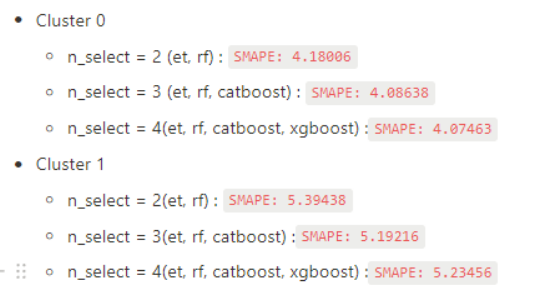 Cluster 0
n_select = 2 (et, rf) : SMAPE: 4.18006
n_select = 3 (et, rf, catboost) : SMAPE: 4.08638
n_select = 4(et, rf, catboost, xgboost) : SMAPE: 4.07463
Cluster 1
n_select = 2(et, rf) : SMAPE: 5.39438
n_select = 3(et, rf, catboost) : SMAPE: 5.19216
n_select = 4(et, rf, catboost, xgboost) : SMAPE: 5.23456